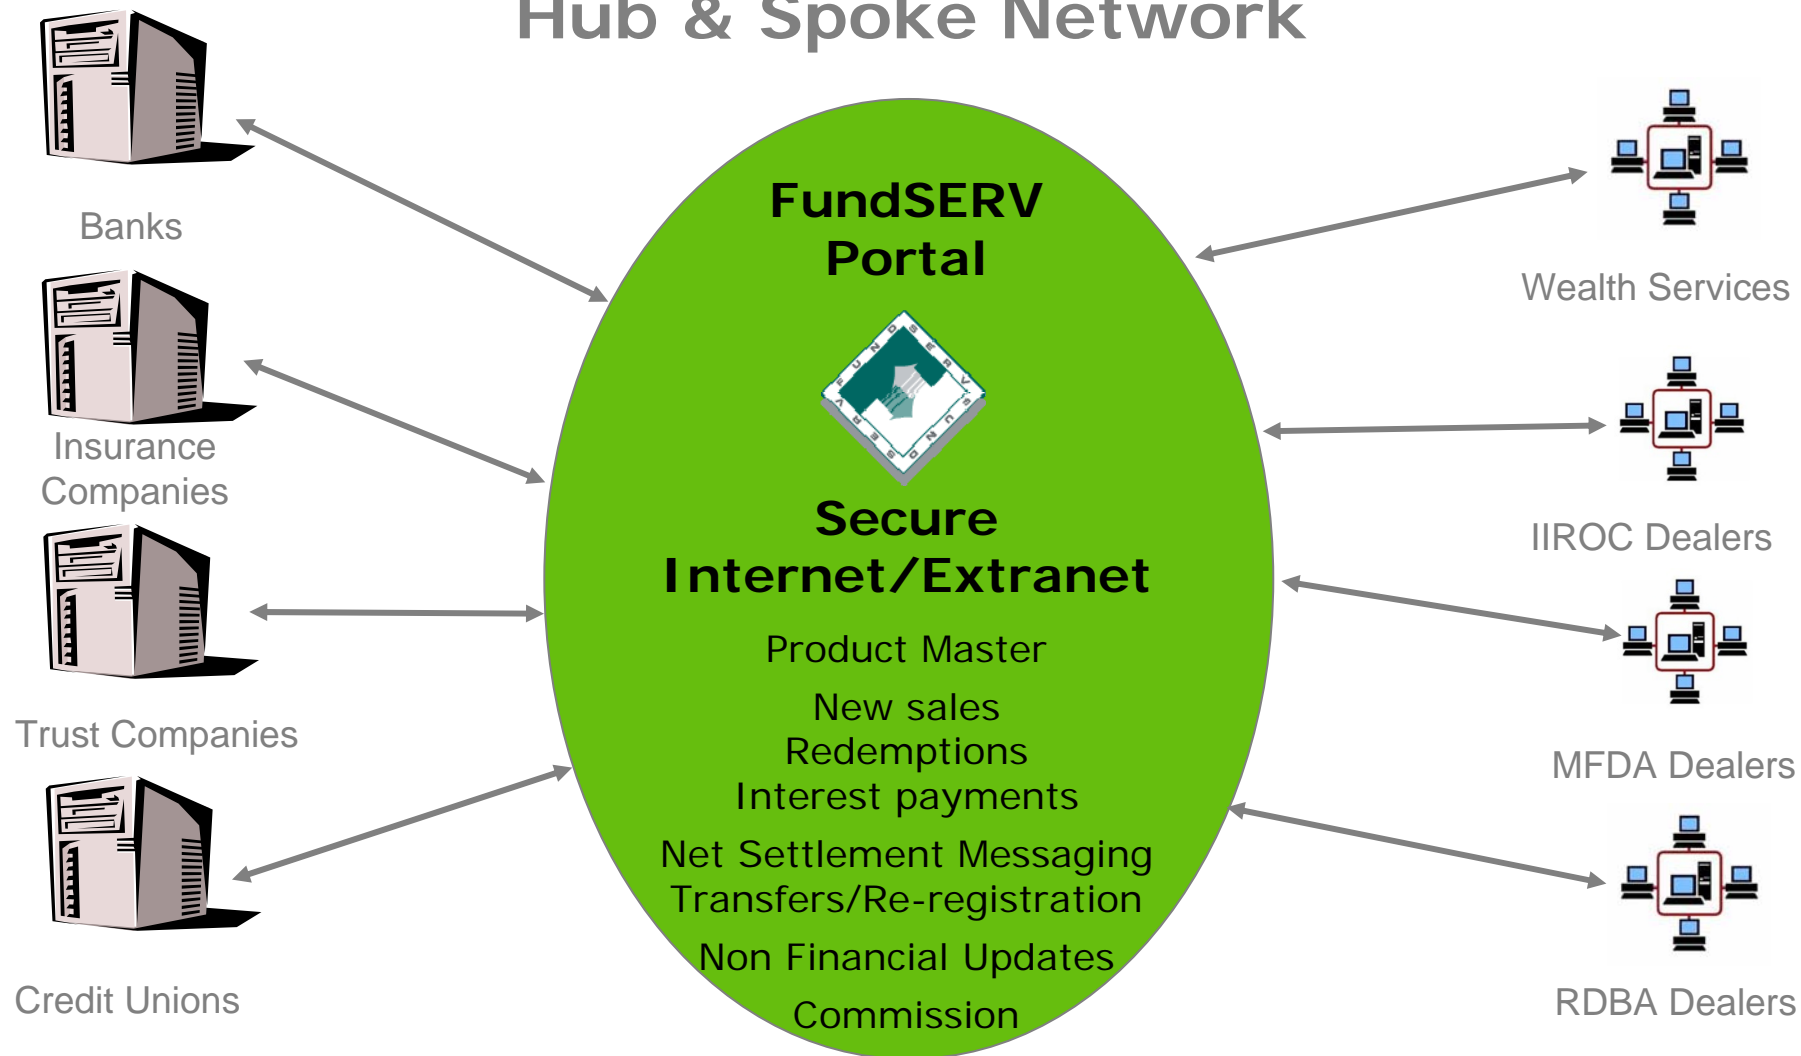 Hub & Spoke Network
Banks
Insurance
Companies
Trust Companies
Credit Unions
FundSERV
Portal
FUNDSERV FUNDSERV
Secure
Internet/Extranet
Product Master
New sales
Redemptions
Interest payments
Net Settlement Messaging
Transfers/Re-registration
Non Financial Updates
Commission
Wealth Services
IIROC Dealers
MFDA Dealers
RDBA Dealers